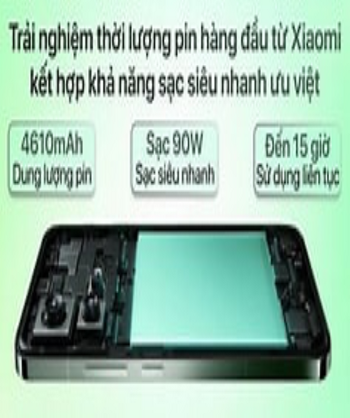 Trải nghiệm thời lượng pin hàng đầu từ Xiaomi
kết hợp khả năng sạc siêu nhanh ưu việt
4610mAh
Dung lượng pin
Sạc 90W
Sạc siêu nhanh
Đến 15 giờ
Sử dụng liên tục